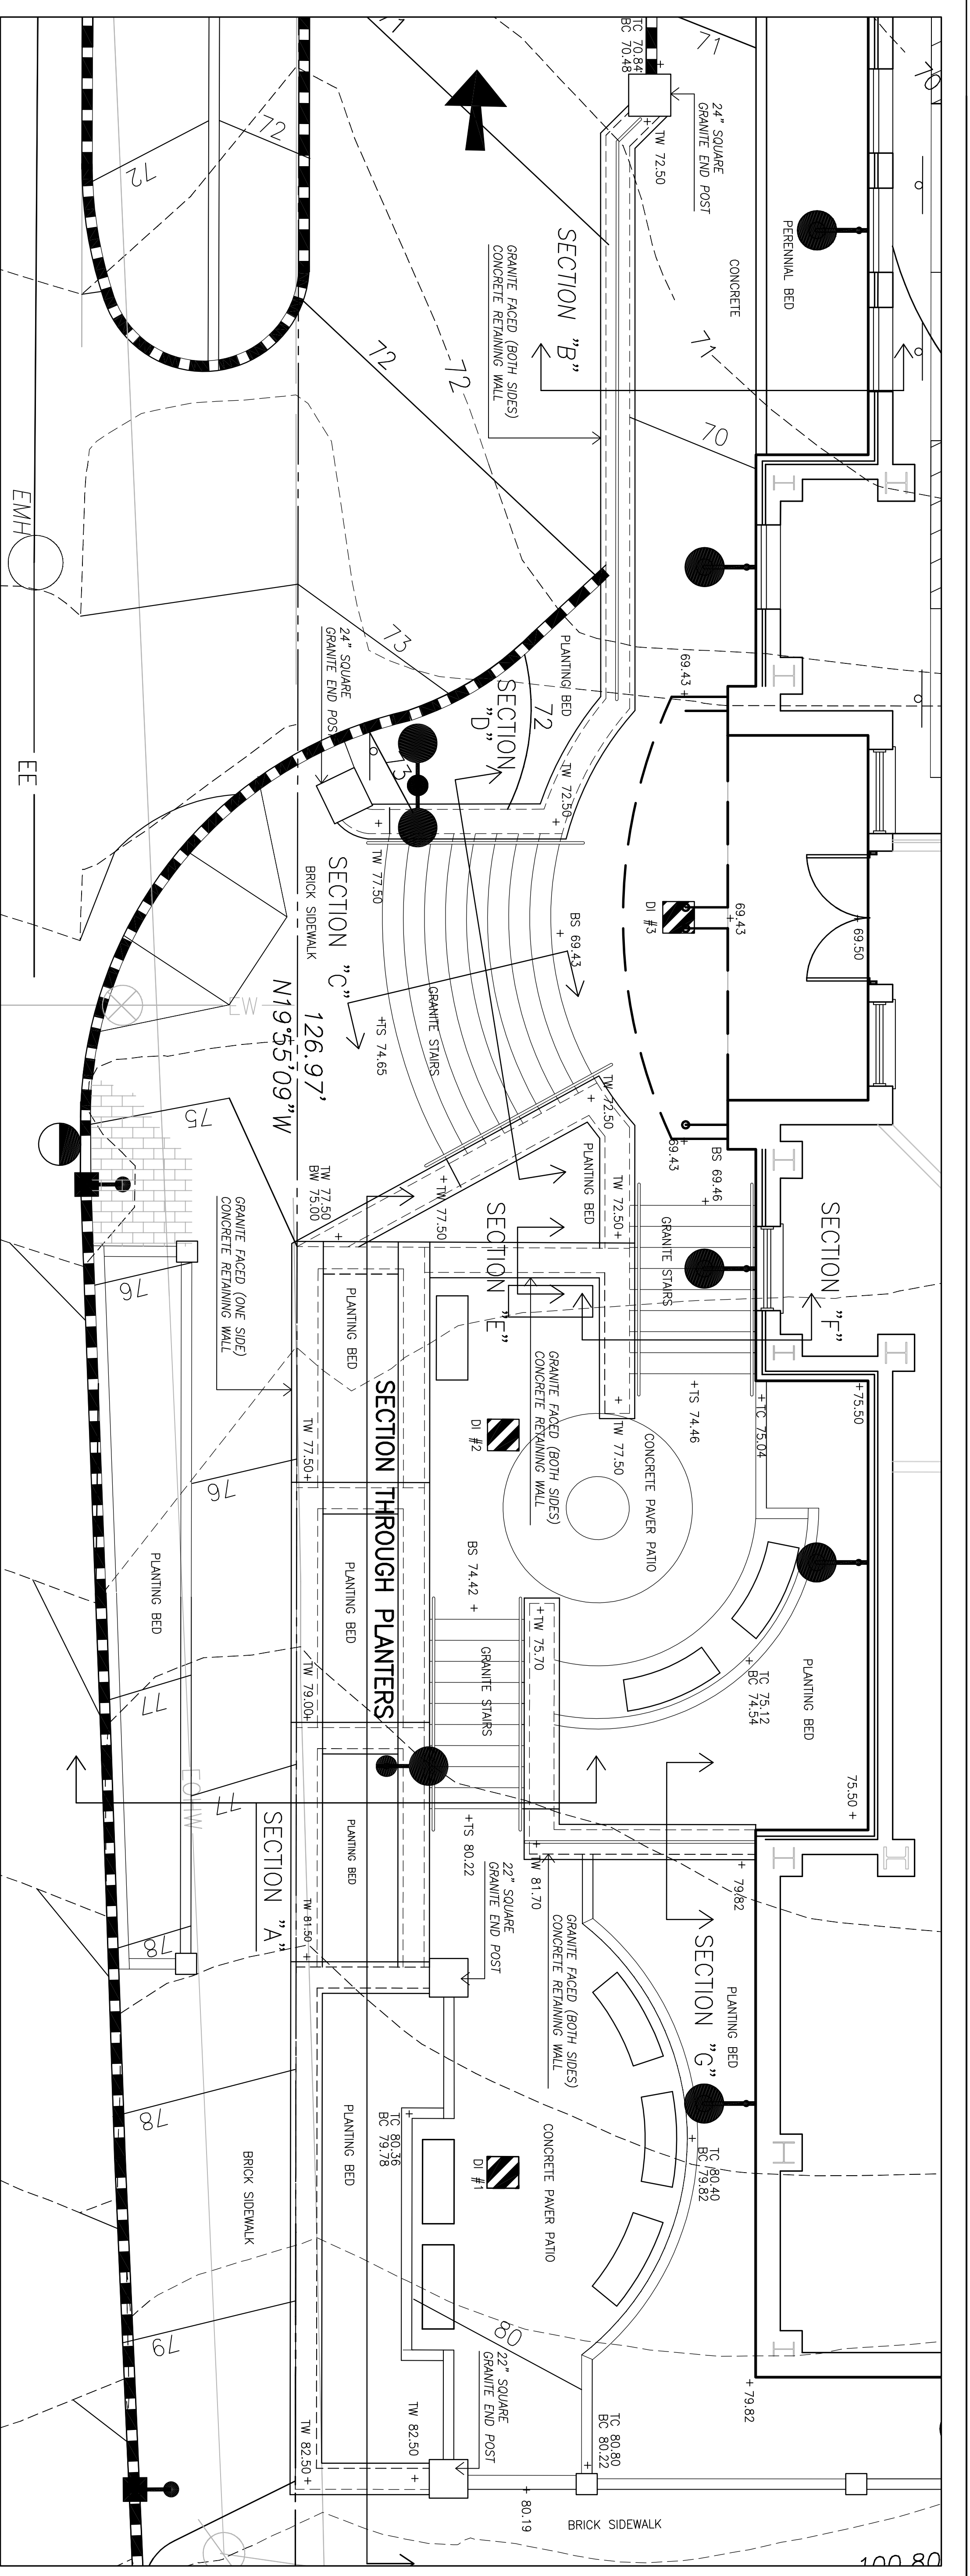 TC 70.84
BC 70.48
24" SQUARE
GRANITE END POST
TW 72.50
PERENNIAL BED
CONCRETE
71
71
71
70
72
72
72
72
SECTION "B"
GRANITE FACED (BOTH SIDES)
CONCRETE RETAINING WALL
70
EMH
EE
73
24" SQUARE
GRANITE END POST
PLANTING BED
SECTION
"D"
72
73
TW 72.50
69.43
69.43
69.50
DI #3
TW 77.50
BS 69.43
SECTION "C"
BRICK SIDEWALK
GRANITE STAIRS
TS 74.65
EW
126.97'
N19°55'09"W
TW 72.50
69.43
BS 69.46
75
TW 77.50
BW 75.00
TW 77.50
PLANTING BED
TW 72.50
GRANITE STAIRS
SECTION "E"
SECTION "F"
GRANITE FACED (ONE SIDE)
CONCRETE RETAINING WALL
76
PLANTING BED
GRANITE FACED (BOTH SIDES)
CONCRETE RETAINING WALL
TS 74.46
TC 75.04
75.50
TW 77.50
DI #2
TW 77.50
CONCRETE PAVER PATIO
SECTION THROUGH PLANTERS
76
PLANTING BED
PLANTING BED
BS 74.42
TW 75.70
GRANITE STAIRS
TC 75.12
BC 74.54
PLANTING BED
TW 79.00
77
77
75.50
SECTION "A"
PLANTING BED
TS 80.22
22" SQUARE
GRANITE END POST
TW 81.70
79.82
TW 81.50
78
GRANITE FACED (BOTH SIDES)
CONCRETE RETAINING WALL
SECTION "G"
PLANTING BED
78
BRICK SIDEWALK
PLANTING BED
TC 80.36
BC 79.78
DI #1
CONCRETE PAVER PATIO
TC 80.40
BC 79.82
79
80
22" SQUARE
GRANITE END POST
TW 82.50
TW 82.50
TC 80.80
BC 80.22
79.82
80.19
BRICK SIDEWALK
100.80